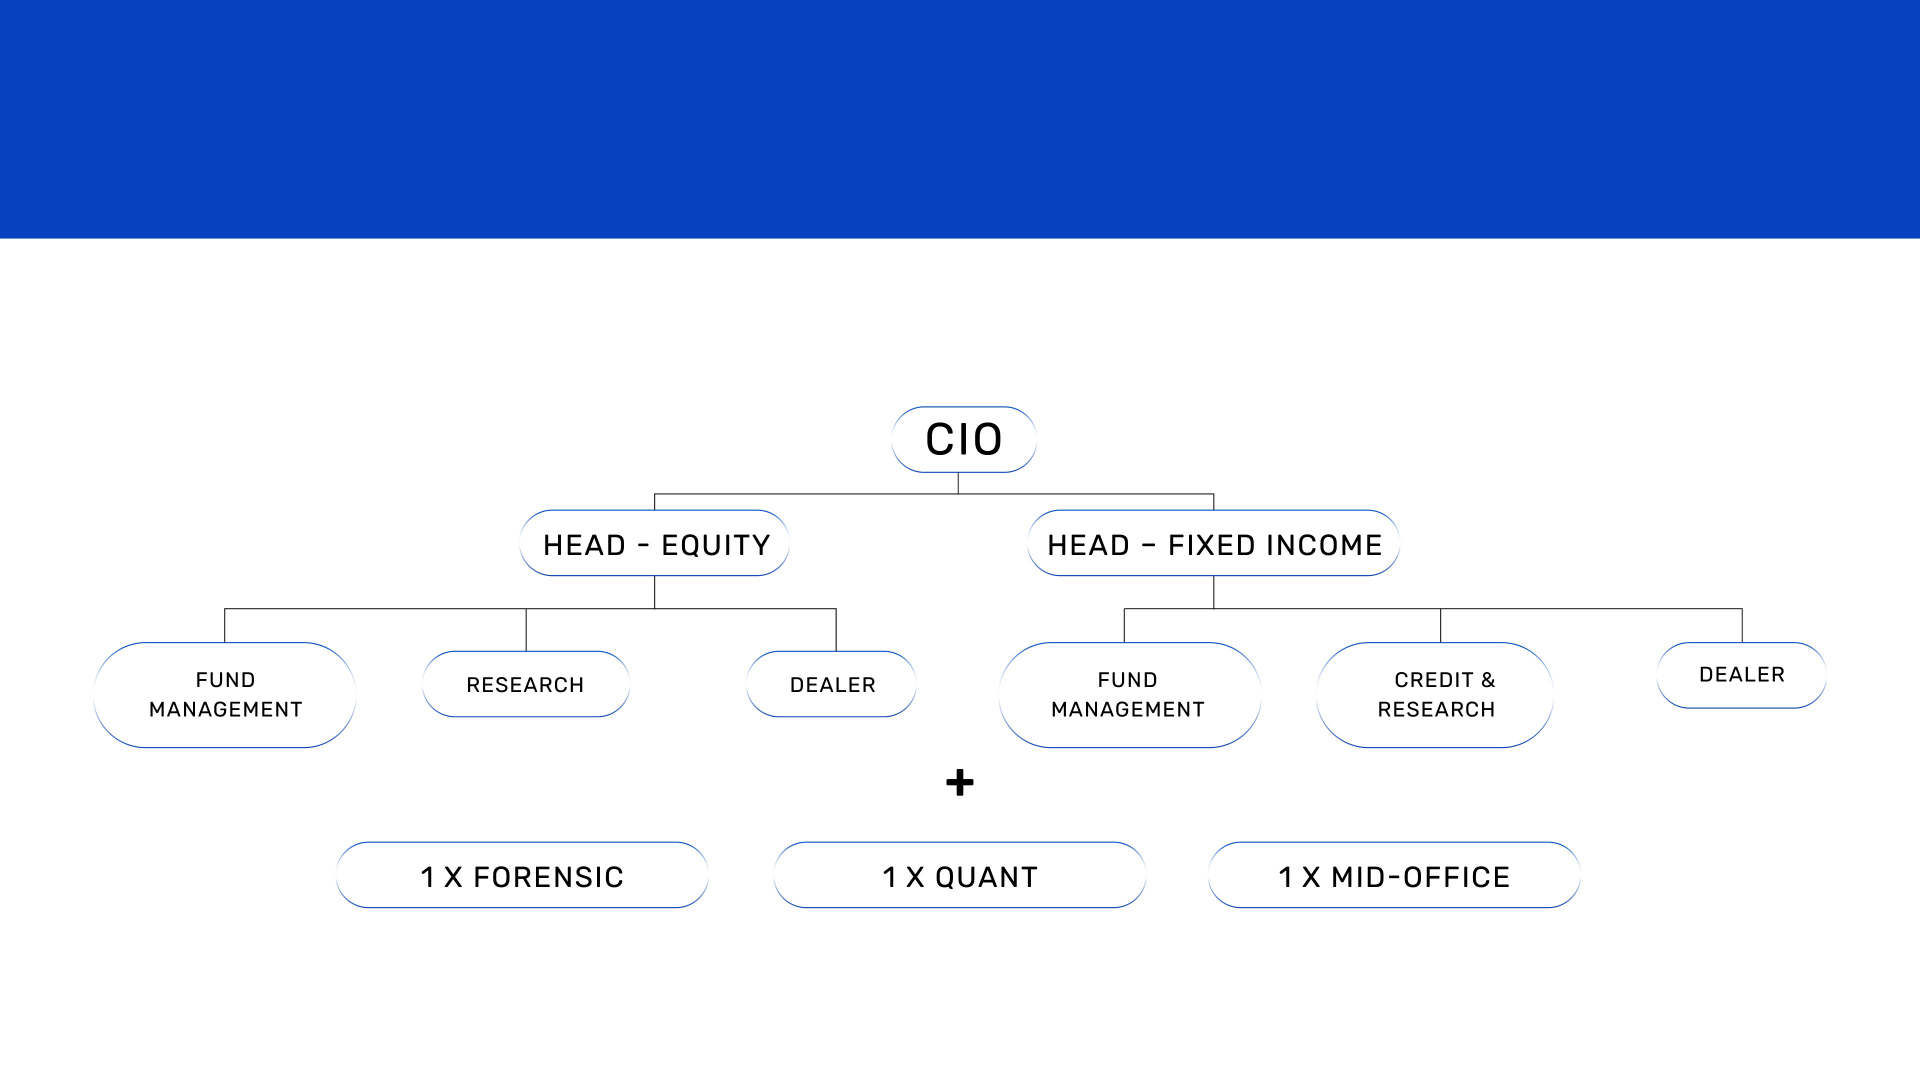 CIO
HEAD - EQUITY
HEAD – FIXED INCOME
FUND
MANAGEMENT
RESEARCH
DEALER
FUND
MANAGEMENT
CREDIT &
RESEARCH
DEALER
+
1 X FORENSIC
1 X QUANT
1 X MID-OFFICE